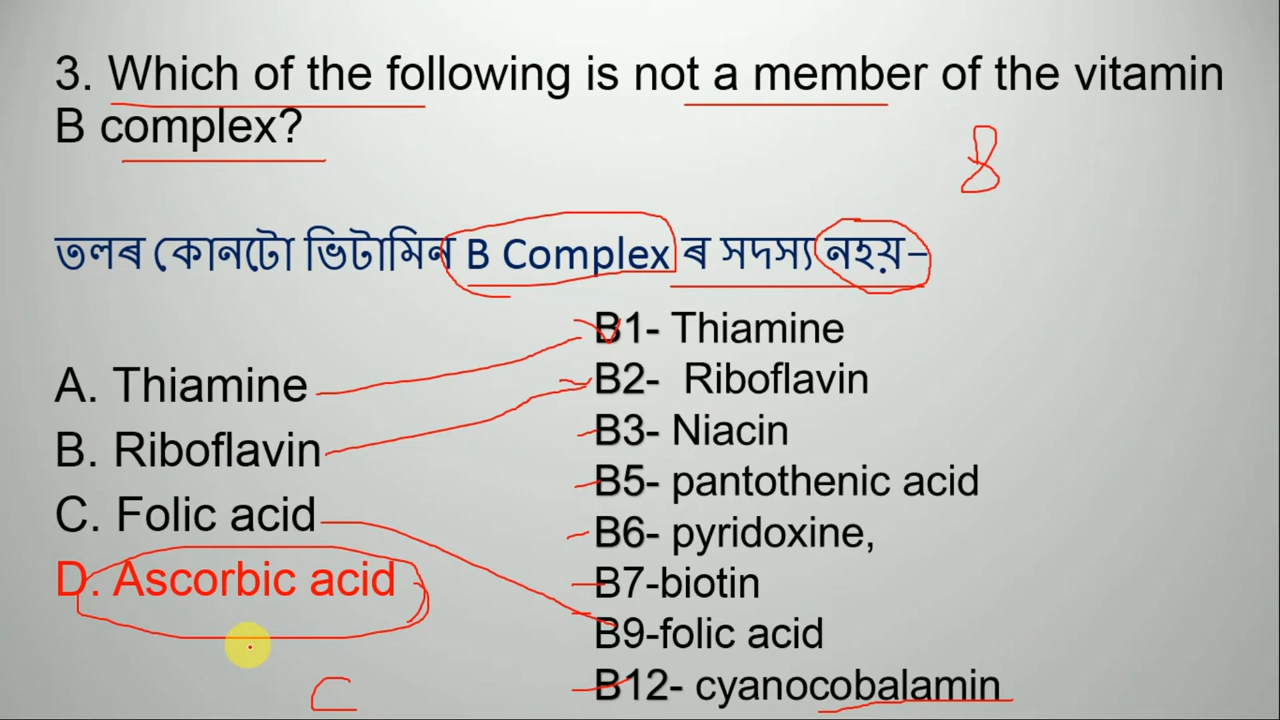 3. Which of the following is not a member of the vitamin
B complex?
8
তলৰ কোনটো ভিটামিন B Complex ৰ সদস্য নহয়–
A. Thiamine
B. Riboflavin
C. Folic acid
D. Ascorbic acid
C
B1- Thiamine
B2- Riboflavin
B3- Niacin
B5- pantothenic acid
B6- pyridoxine,
B7-biotin
B9-folic acid
B12- cyanocobalamin